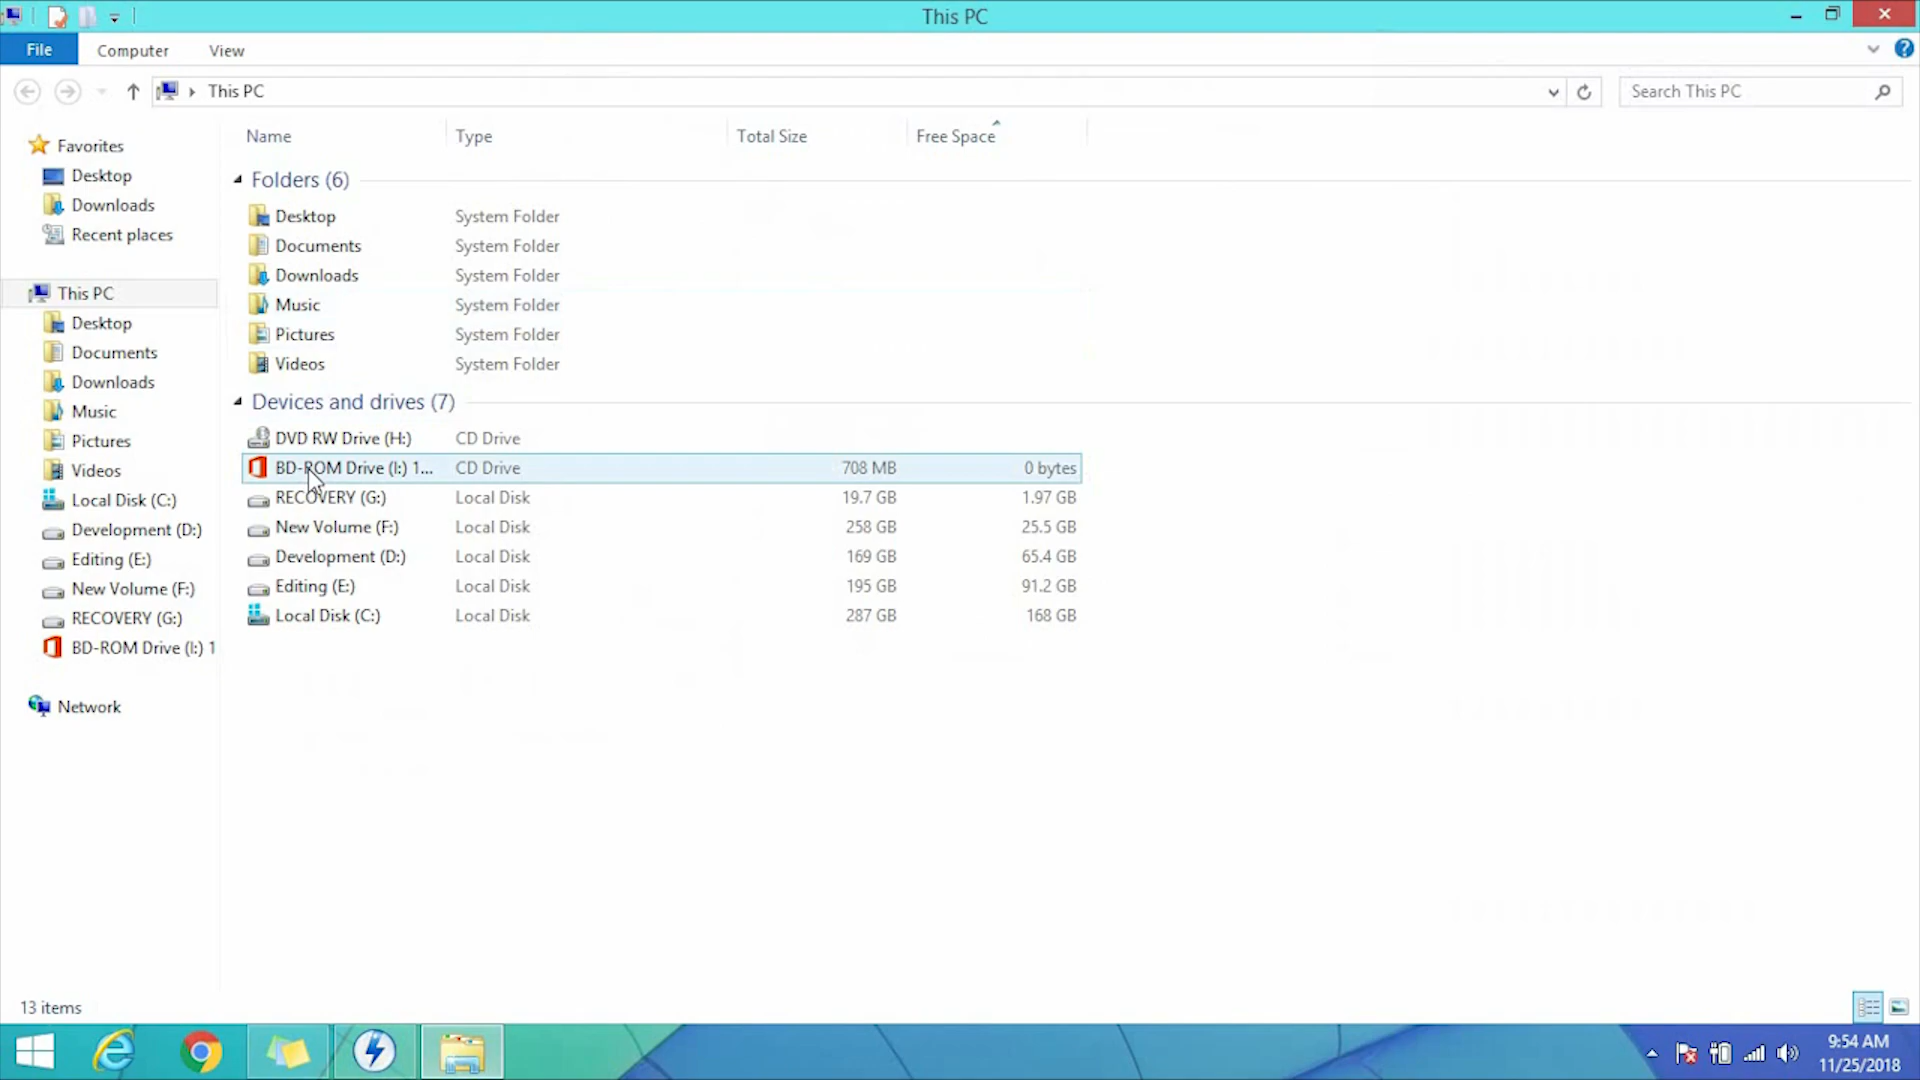 This PC
File Computer View
This PC Search This PC
Name Type Total Size Free Space
Favorites
Desktop
Downloads
Recent places
This PC
Desktop
Documents
Downloads
Music
Pictures
Videos
Local Disk (C:)
Development (D:)
Editing (E:)
New Volume (F:)
RECOVERY (G:)
BD-ROM Drive (I:) 1
Network
Folders (6)
Desktop System Folder
Documents System Folder
Downloads System Folder
Music System Folder
Pictures System Folder
Videos System Folder
Devices and drives (7)
DVD RW Drive (H:) CD Drive
BD-ROM Drive (I:) 1... CD Drive 708 MB 0 bytes
RECOVERY (G:) Local Disk 19.7 GB 1.97 GB
New Volume (F:) Local Disk 258 GB 25.5 GB
Development (D:) Local Disk 169 GB 65.4 GB
Editing (E:) Local Disk 195 GB 91.2 GB
Local Disk (C:) Local Disk 287 GB 168 GB
13 items
9:54 AM
11/25/2018